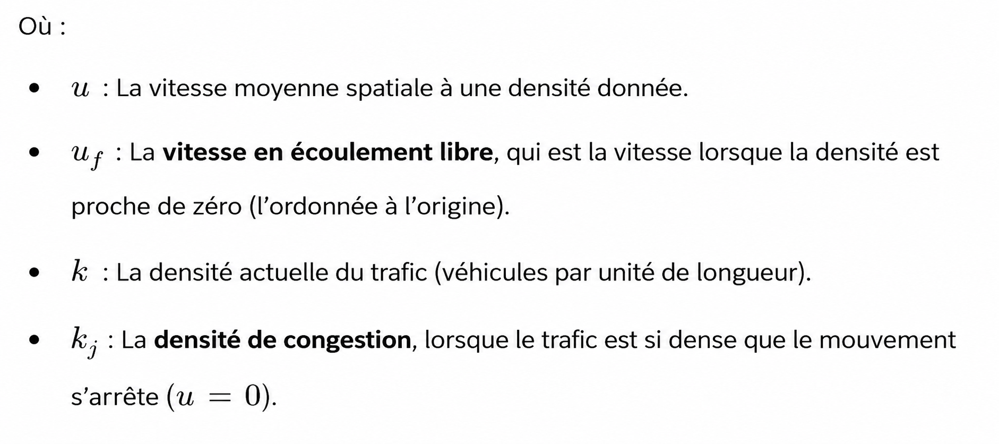 Où :
• u : La vitesse moyenne spatiale à une densité donnée.
• u_f : La vitesse en écoulement libre, qui est la vitesse lorsque la densité est
proche de zéro (l’ordonnée à l’origine).
• k : La densité actuelle du trafic (véhicules par unité de longueur).
• k_j : La densité de congestion, lorsque le trafic est si dense que le mouvement
s’arrête (u = 0).